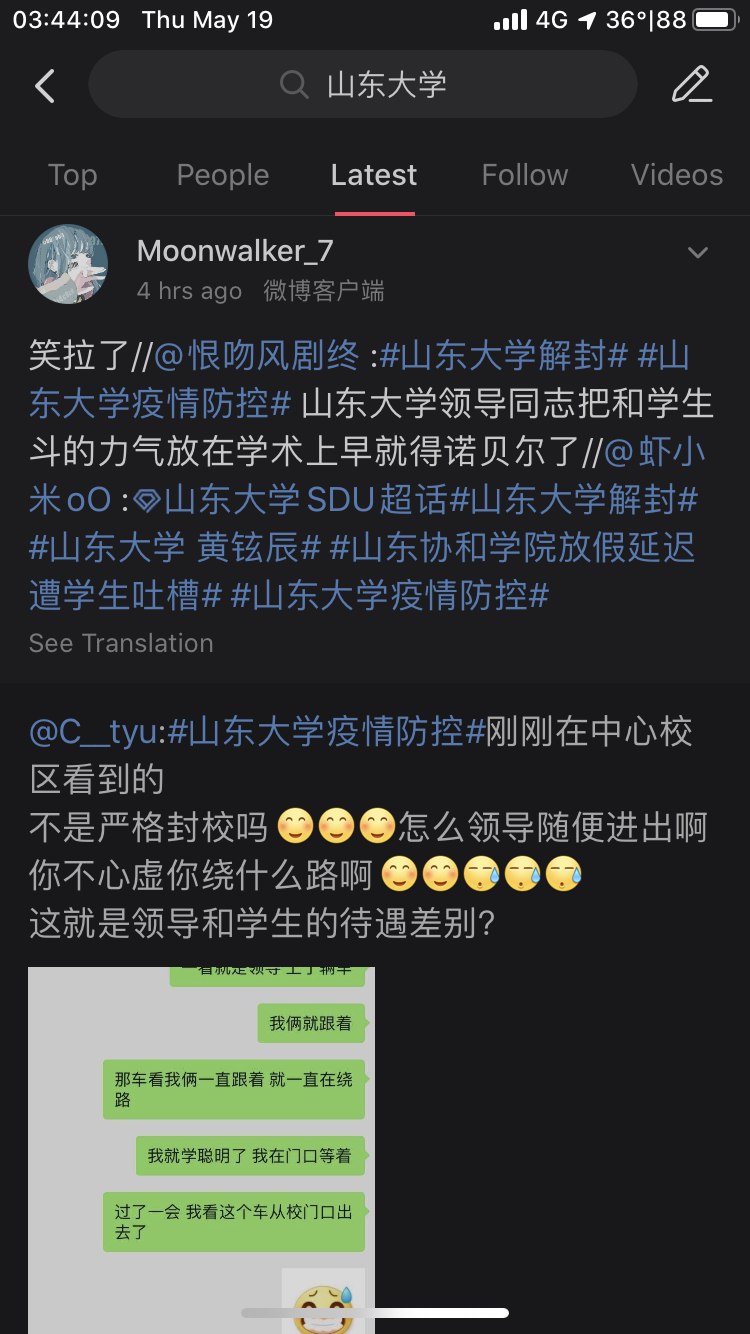 03:44:09 Thu May 19 4G 36°|88
山东大学
Top People Latest Follow Videos
Moonwalker_7
4 hrs ago 微博客户端
笑拉了//@恨吻风剧终 :#山东大学解封# #山
东大学疫情防控# 山东大学领导同志把和学生
斗的力气放在学术上早就得诺贝尔了//@虾小
米oO :山东大学SDU超话#山东大学解封#
#山东大学 黄铉辰# #山东协和学院放假延迟
遭学生吐槽# #山东大学疫情防控#
See Translation
@C__tyu:#山东大学疫情防控#刚刚在中心校
区看到的
不是严格封校吗😊😊😊怎么领导随便进出啊
你不心虚你绕什么路啊😊😊😥😥😥
这就是领导和学生的待遇差别?
一看就是领导 上了辆车
我俩就跟着
那车看我俩一直跟着 就一直在绕
路
我就学聪明了 我在门口等着
过了一会 我看这个车从校门口出
去了